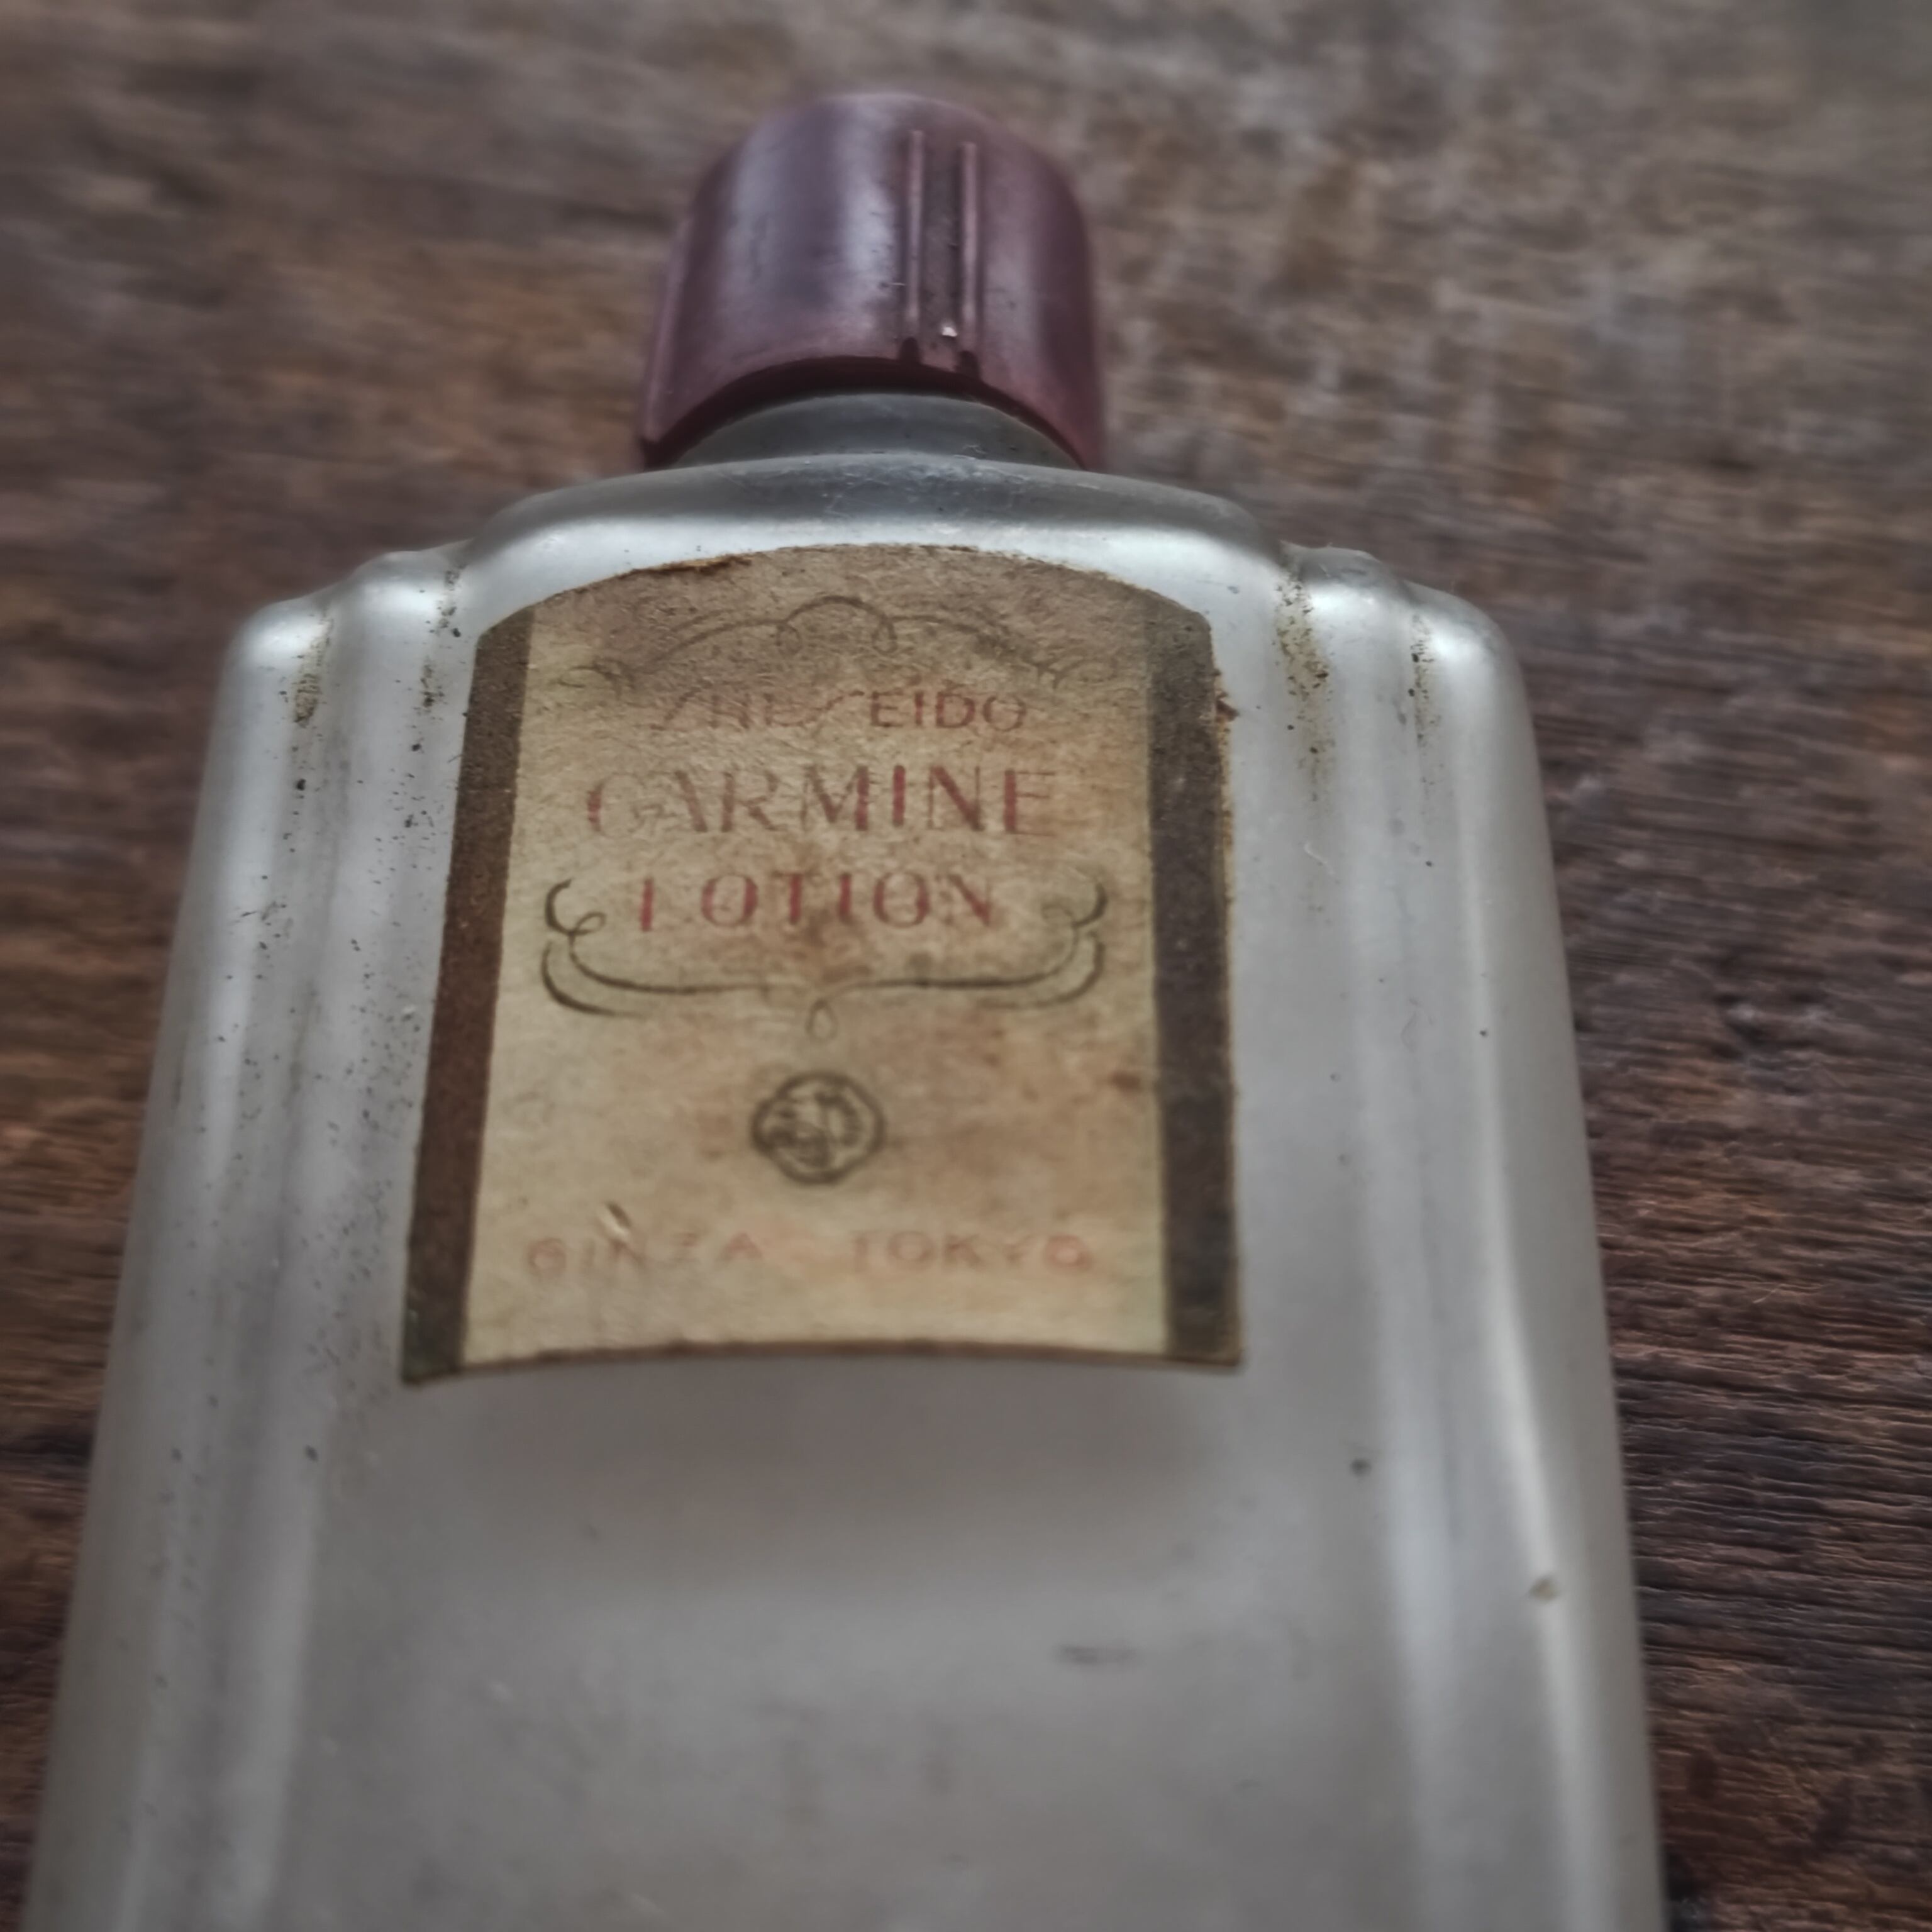 SHISEIDO
CARMINE
LOTION
GINZA TOKYO